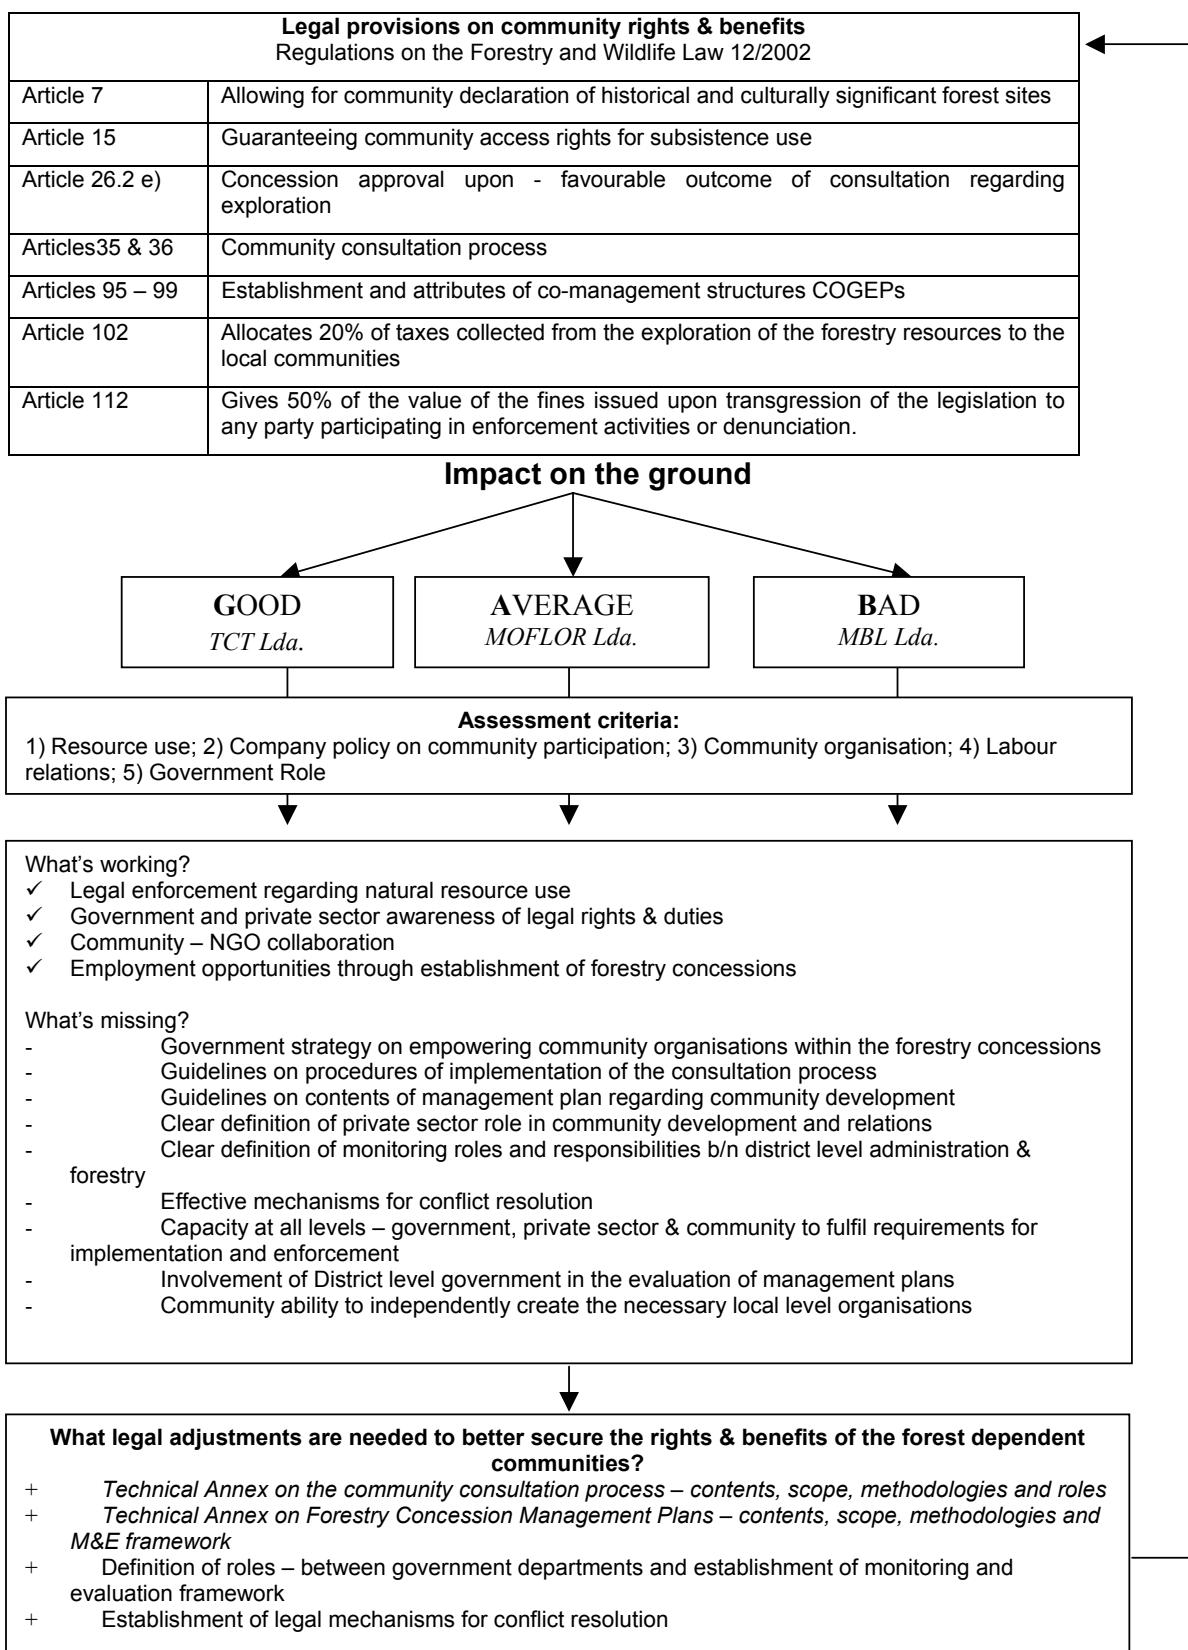 Legal provisions on community rights & benefits
Regulations on the Forestry and Wildlife Law 12/2002
Article 7 Allowing for community declaration of historical and culturally significant forest sites
Article 15 Guaranteeing community access rights for subsistence use
Article 26.2 e) Concession approval upon - favourable outcome of consultation regarding
exploration
Articles35 & 36 Community consultation process
Articles 95 – 99 Establishment and attributes of co-management structures COGEPs
Article 102 Allocates 20% of taxes collected from the exploration of the forestry resources to the
local communities
Article 112 Gives 50% of the value of the fines issued upon transgression of the legislation to
any party participating in enforcement activities or denunciation.
Impact on the ground
GOOD
TCT Lda.
AVERAGE
MOFLOR Lda.
BAD
MBL Lda.
Assessment criteria:
1) Resource use; 2) Company policy on community participation; 3) Community organisation; 4) Labour
relations; 5) Government Role
What's working?
✓ Legal enforcement regarding natural resource use
✓ Government and private sector awareness of legal rights & duties
✓ Community – NGO collaboration
✓ Employment opportunities through establishment of forestry concessions
What's missing?
- Government strategy on empowering community organisations within the forestry concessions
- Guidelines on procedures of implementation of the consultation process
- Guidelines on contents of management plan regarding community development
- Clear definition of private sector role in community development and relations
- Clear definition of monitoring roles and responsibilities b/n district level administration &
forestry
- Effective mechanisms for conflict resolution
- Capacity at all levels – government, private sector & community to fulfil requirements for
implementation and enforcement
- Involvement of District level government in the evaluation of management plans
- Community ability to independently create the necessary local level organisations
What legal adjustments are needed to better secure the rights & benefits of the forest dependent
communities?
+ Technical Annex on the community consultation process – contents, scope, methodologies and roles
+ Technical Annex on Forestry Concession Management Plans – contents, scope, methodologies and
M&E framework
+ Definition of roles – between government departments and establishment of monitoring and
evaluation framework
+ Establishment of legal mechanisms for conflict resolution